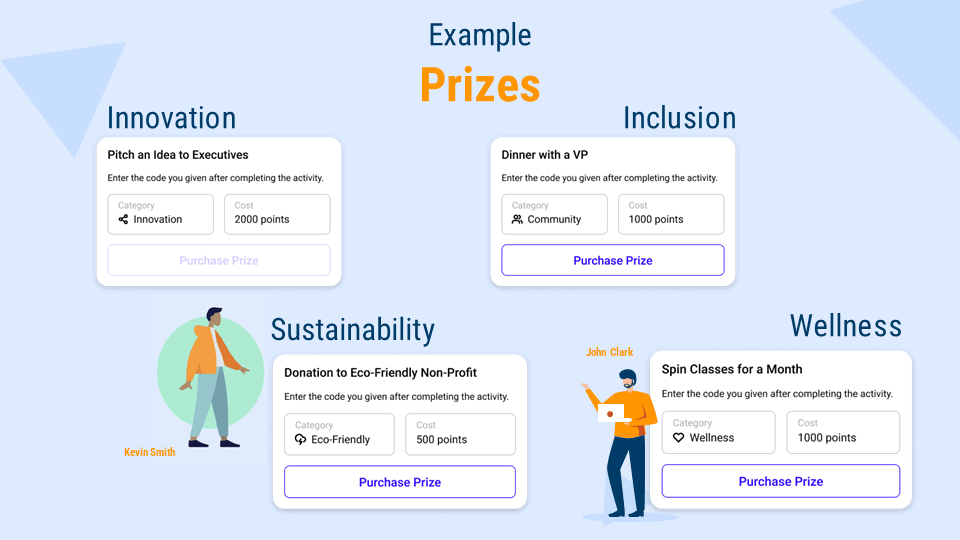 Example
Prizes
Innovation
Pitch an Idea to Executives
Enter the code you given after completing the activity.
Category
Innovation
Cost
2000 points
Purchase Prize
Inclusion
Dinner with a VP
Enter the code you given after completing the activity.
Category
Community
Cost
1000 points
Purchase Prize
Kevin Smith
Sustainability
Donation to Eco-Friendly Non-Profit
Enter the code you given after completing the activity.
Category
Eco-Friendly
Cost
500 points
Purchase Prize
John Clark
Wellness
Spin Classes for a Month
Enter the code you given after completing the activity.
Category
Wellness
Cost
1000 points
Purchase Prize